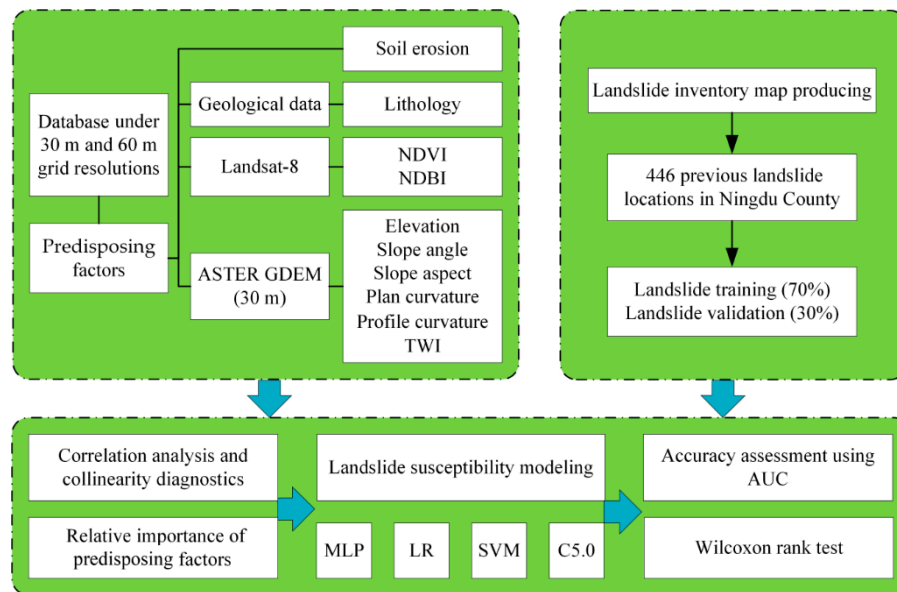 Database under
30 m and 60 m
grid resolutions
Predisposing
factors
Soil erosion
Geological data
Lithology
Landsat-8
NDVI
NDBI
ASTER GDEM
(30 m)
Elevation
Slope angle
Slope aspect
Plan curvature
Profile curvature
TWI
Landslide inventory map producing
446 previous landslide
locations in Ningdu County
Landslide training (70%)
Landslide validation (30%)
Correlation analysis and
collinearity diagnostics
Relative importance of
predisposing factors
Landslide susceptibility modeling
MLP
LR
SVM
C5.0
Accuracy assessment using
AUC
Wilcoxon rank test